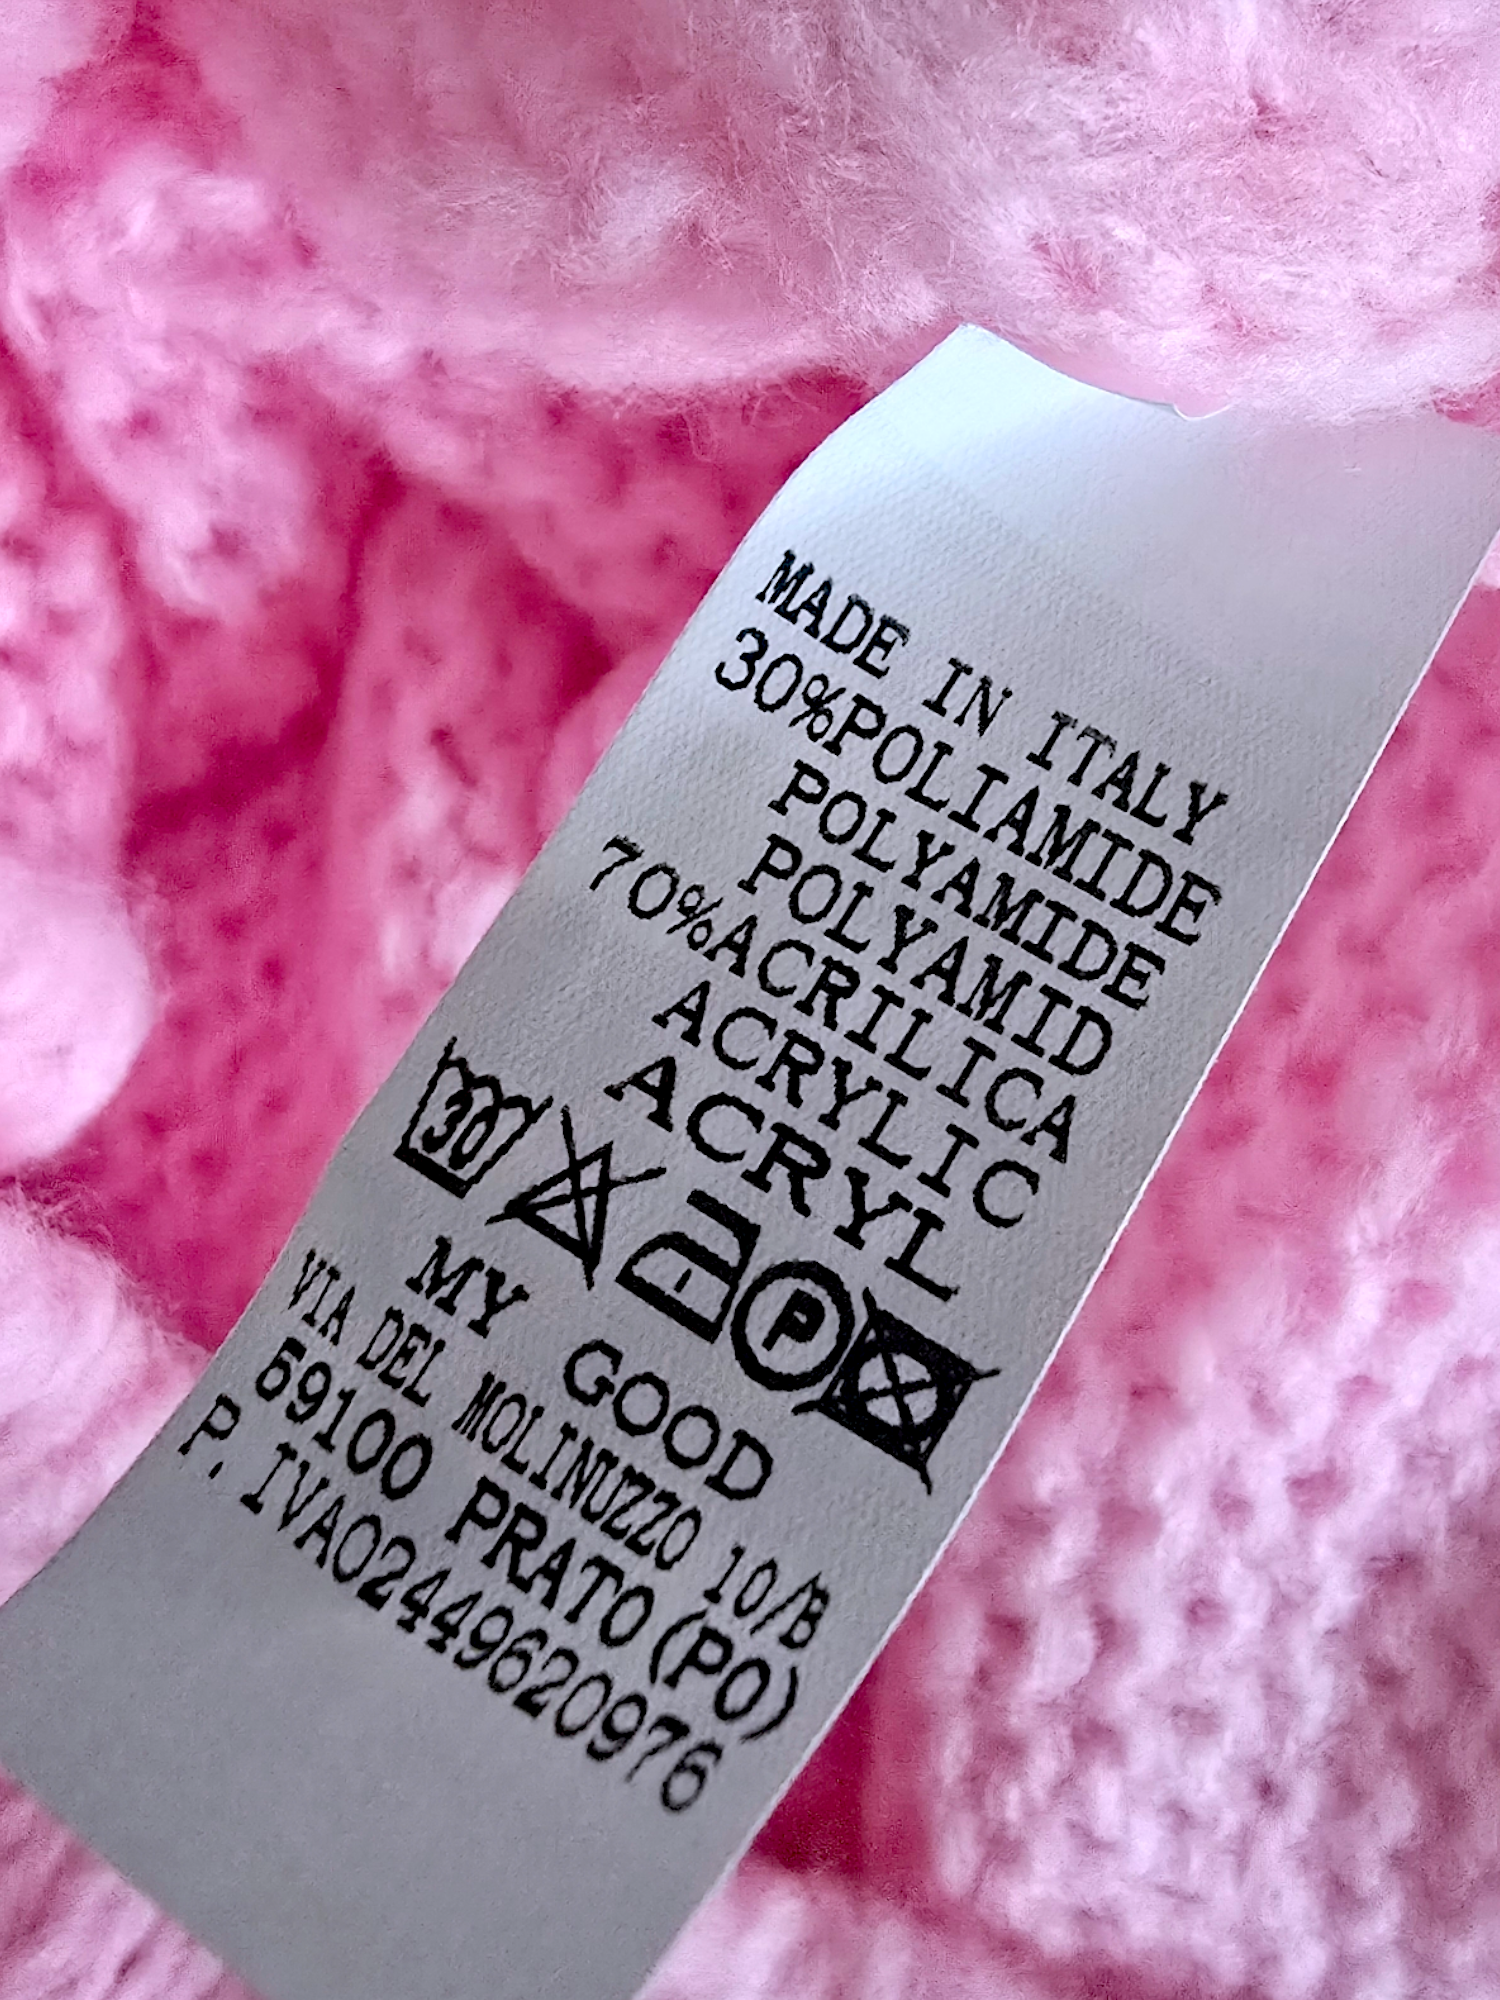 MADE IN ITALY
30%POLIAMIDE
POLYAMIDE
POLYAMID
70%ACRILICA
ACRYLIC
ACRYL
30 P
MY GOOD
VIA DEL MOLINUZZO 10/B
59100 PRATO(PO)
P.IVA02449620976